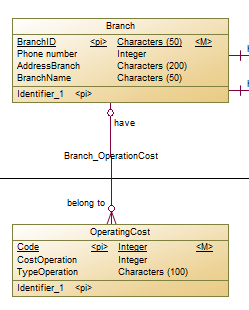 Branch
BranchID <pi> Characters (50) <M>
Phone number Integer
AddressBranch Characters (200)
BranchName Characters (50)
Identifier_1 <pi>
have
Branch_OperationCost
belong to
OperatingCost
Code <pi> Integer <M>
CostOperation Integer
TypeOperation Characters (100)
Identifier_1 <pi>